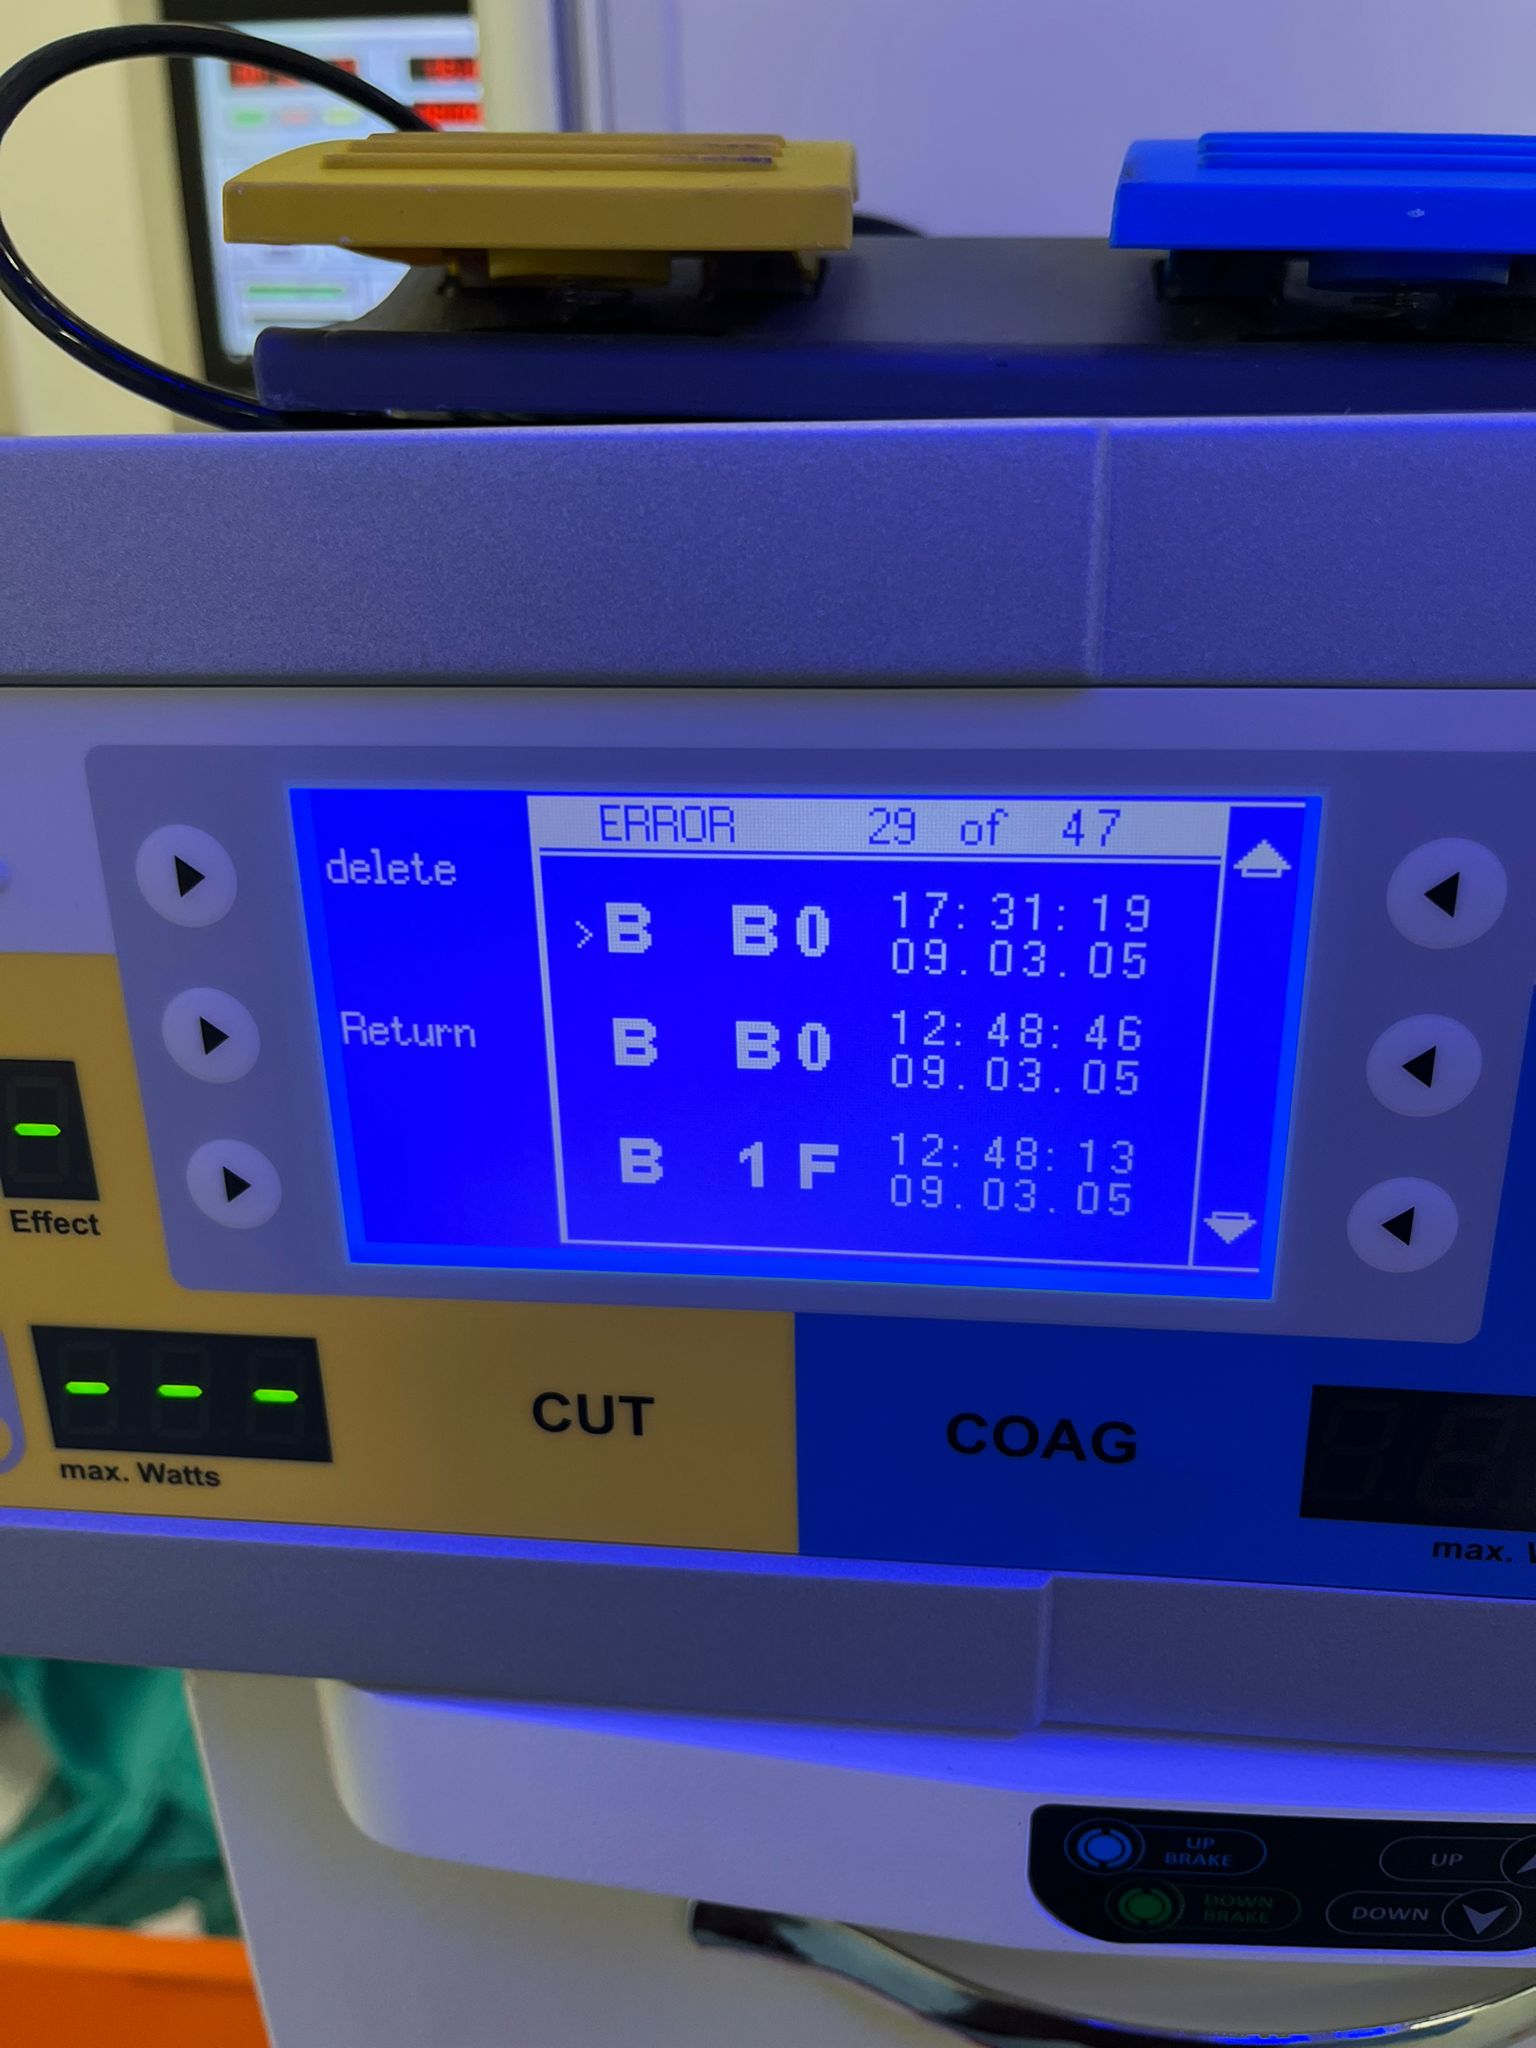 ERROR 29 of 47
delete
>B B0 17:31:19
09.03.05
Return
B B0 12:48:46
09.03.05
B 1F 12:48:13
09.03.05
Effect
- - -
max. Watts
CUT
COAG
max.
UP
BRAKE
UP
DOWN
BRAKE
DOWN